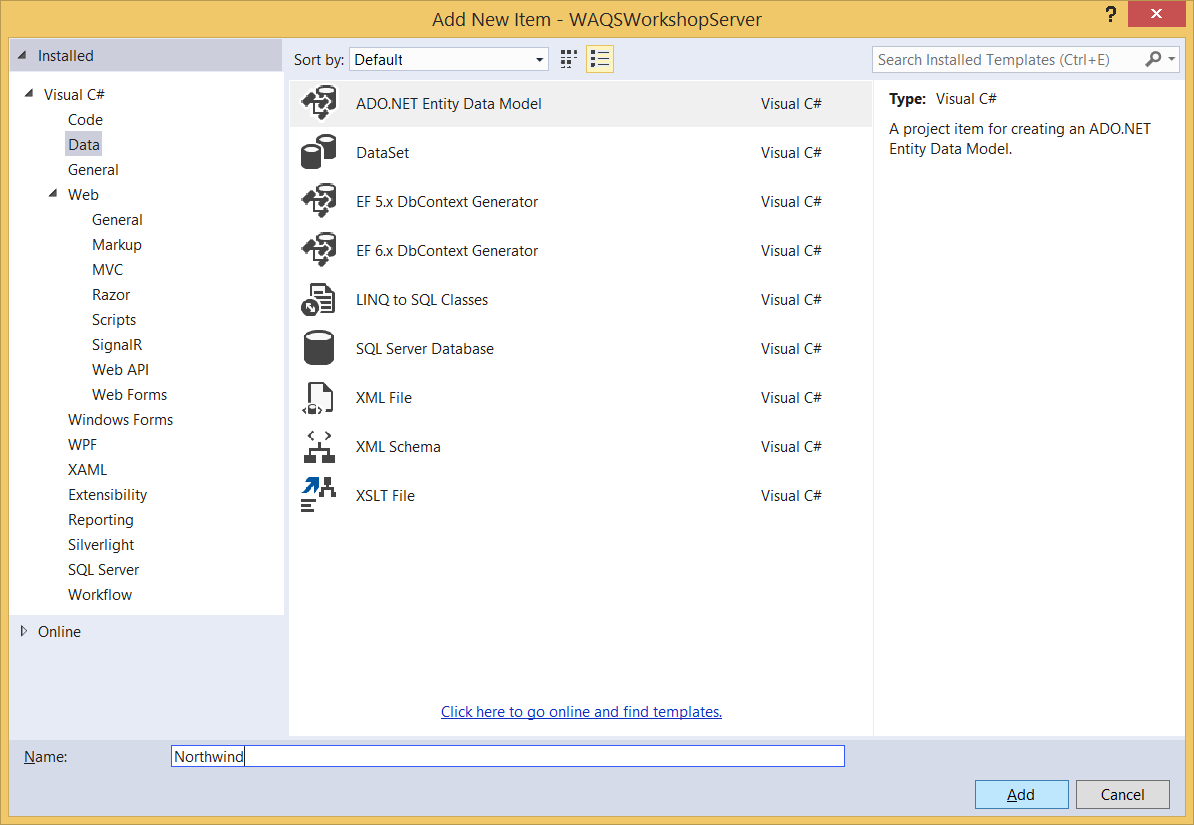 Add New Item - WAQSWorkshopServer
?
Installed
Sort by: Default
Search Installed Templates (Ctrl+E)
Visual C#
Code
Data
General
Web
General
Markup
MVC
Razor
Scripts
SignalR
Web API
Web Forms
Windows Forms
WPF
XAML
Extensibility
Reporting
Silverlight
SQL Server
Workflow
Online
ADO.NET Entity Data Model Visual C#
DataSet Visual C#
EF 5.x DbContext Generator Visual C#
EF 6.x DbContext Generator Visual C#
LINQ to SQL Classes Visual C#
SQL Server Database Visual C#
XML File Visual C#
XML Schema Visual C#
XSLT File Visual C#
Click here to go online and find templates.
Type: Visual C#
A project item for creating an ADO.NET
Entity Data Model.
Name: Northwind
Add Cancel